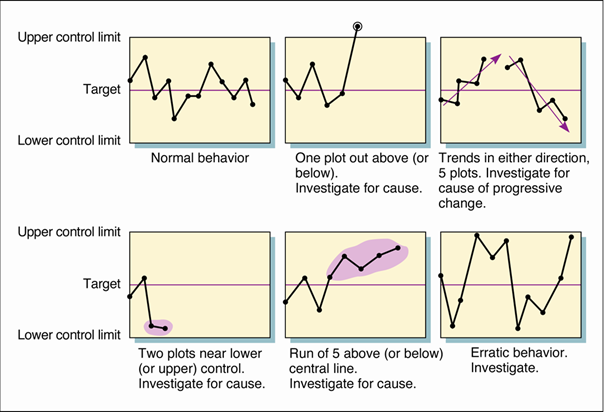 Upper control limit
Target
Lower control limit
Normal behavior
One plot out above (or
below).
Investigate for cause.
Trends in either direction,
5 plots. Investigate for
cause of progressive
change.
Upper control limit
Target
Lower control limit
Two plots near lower
(or upper) control.
Investigate for cause.
Run of 5 above (or below)
central line.
Investigate for cause.
Erratic behavior.
Investigate.